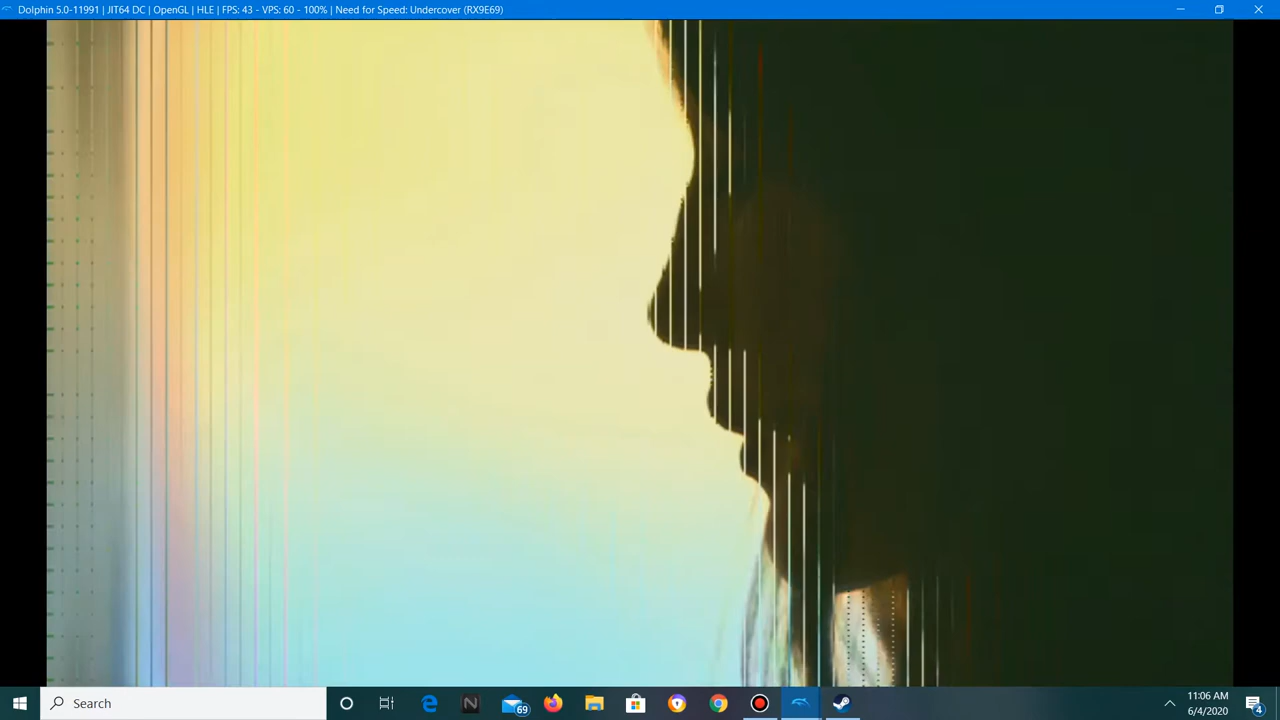 Dolphin 5.0-11991 | JIT64 DC | OpenGL | HLE | FPS: 43 - VPS: 60 - 100% | Need for Speed: Undercover (RX9E69)
Search
69
11:06 AM
6/4/2020
4